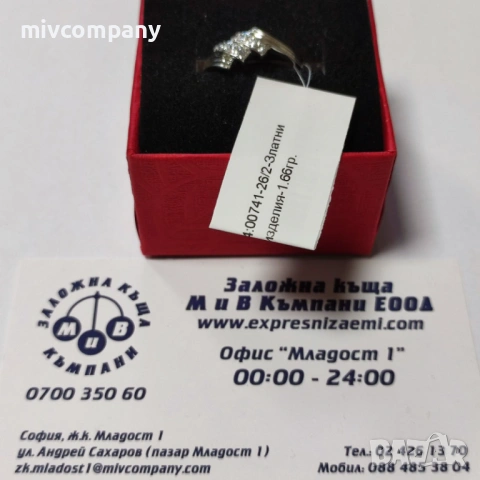 mivcompany
4:00741-26/2-Златни
изделия-1.66гр.
ЗАЛОЖНА КЪЩА
М и В
КЪМПАНИ
0700 350 60
Заложна къща
М и В Къмпани ЕООД
www.expresnizaemi.com
Офис "Младост 1"
00:00 - 24:00
София, ж.к. Младост 1
ул. Андрей Сахаров (пазар Младост 1)
zk.mladost1@mivcompany.com
Тел.: 02 426 13 70
Мобил: 088 485 38 04